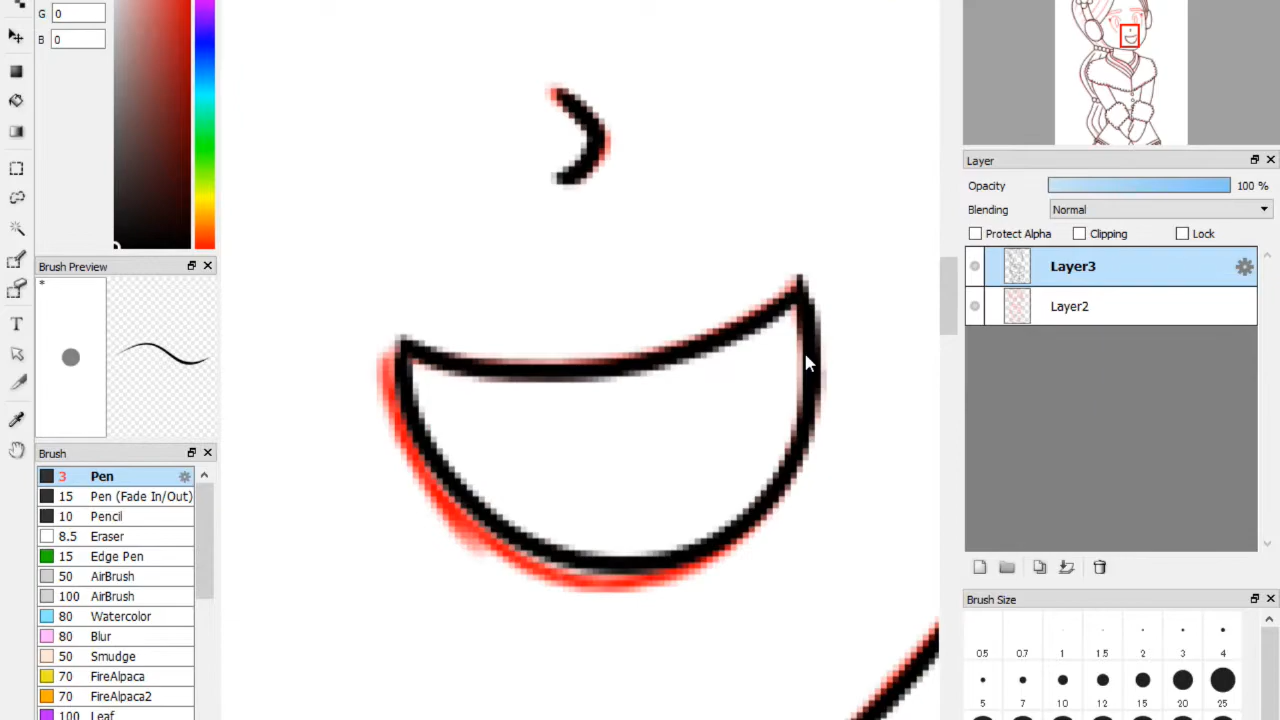 G 0
B 0
Brush Preview
*
Brush
3 Pen
15 Pen (Fade In/Out)
10 Pencil
8.5 Eraser
15 Edge Pen
50 AirBrush
100 AirBrush
80 Watercolor
80 Blur
50 Smudge
70 FireAlpaca
70 FireAlpaca2
100 Leaf
Layer
Opacity 100 %
Blending Normal
Protect Alpha Clipping Lock
Layer3
Layer2
Brush Size
0.5 0.7 1 1.5 2 3 4
5 7 10 12 15 20 25